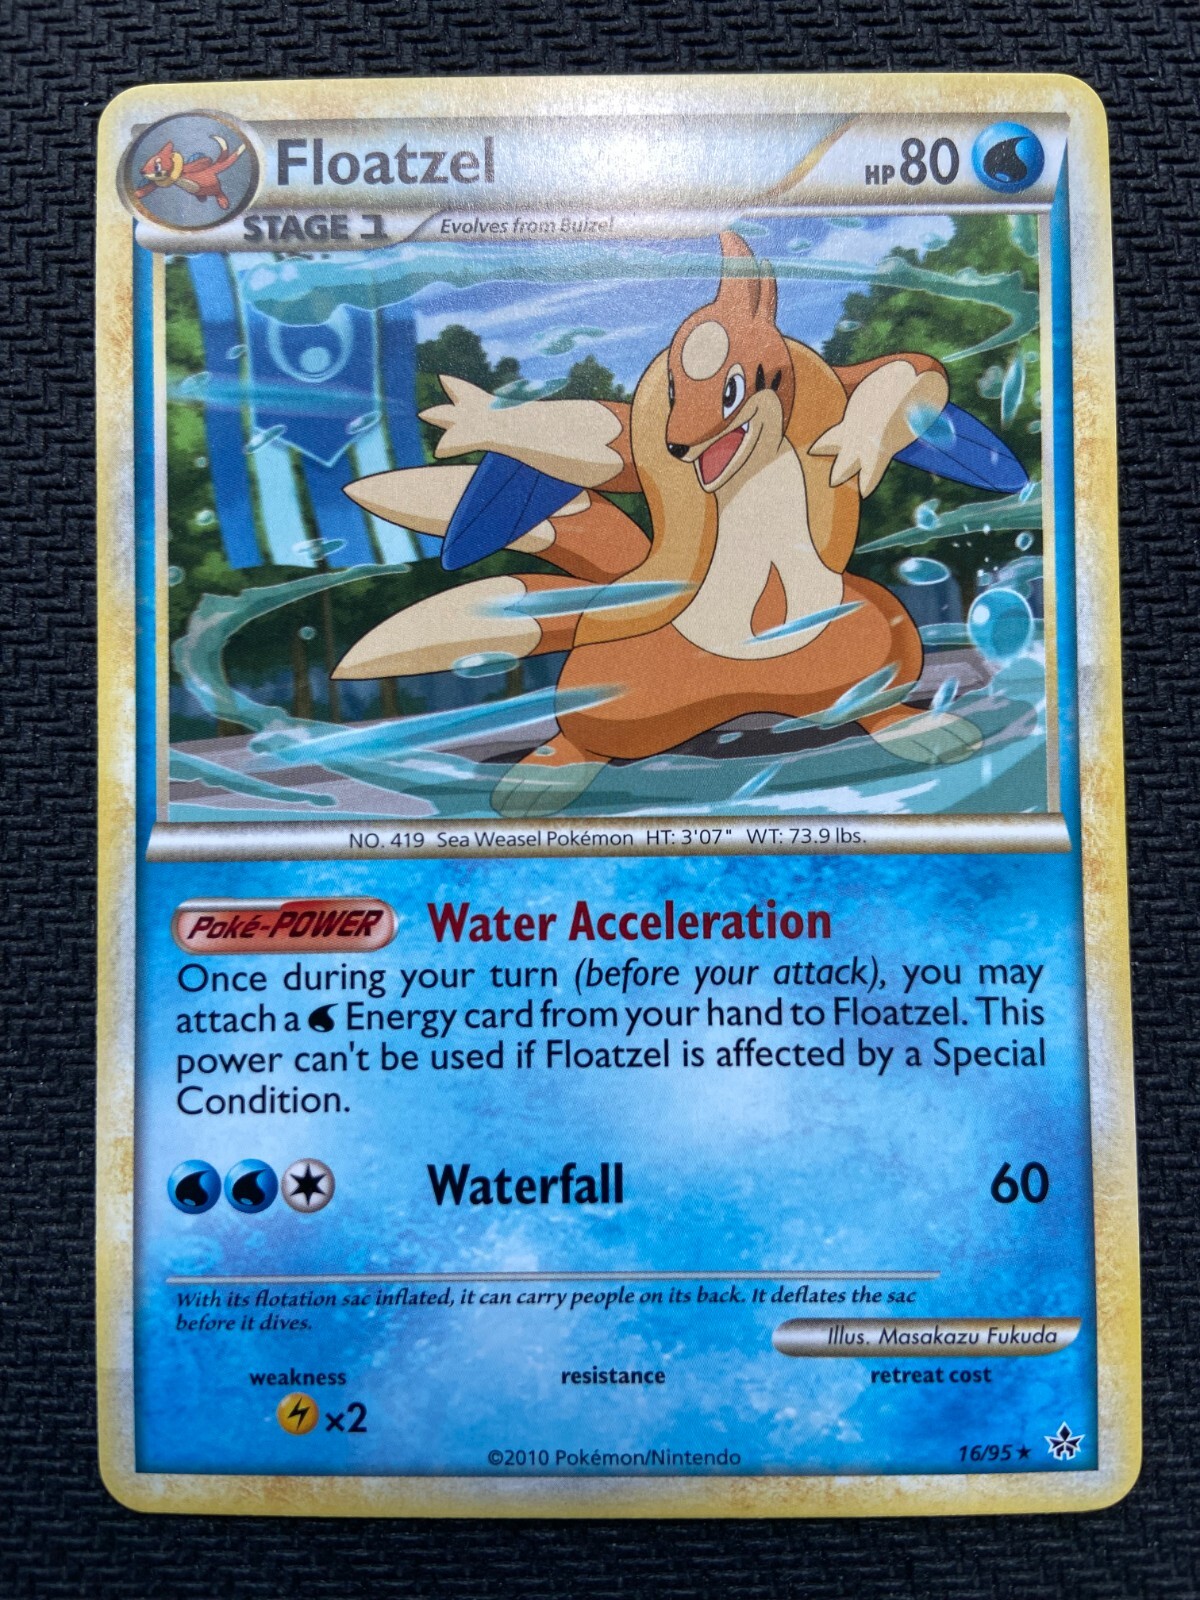 Floatzel
HP 80
STAGE 1
Evolves from Buizel
NO. 419 Sea Weasel Pokémon HT: 3'07" WT: 73.9 lbs.
Poké-POWER Water Acceleration
Once during your turn (before your attack), you may
attach a Energy card from your hand to Floatzel. This
power can't be used if Floatzel is affected by a Special
Condition.
Waterfall 60
With its flotation sac inflated, it can carry people on its back. It deflates the sac
before it dives.
Illus. Masakazu Fukuda
weakness resistance retreat cost
x2
©2010 Pokémon/Nintendo
16/95 ★